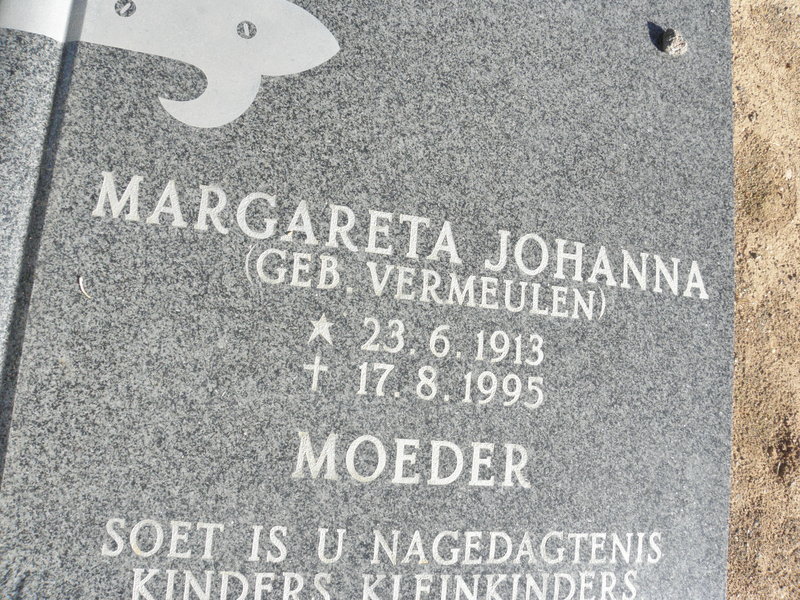 MARGARETA JOHANNA
(GEB. VERMEULEN)
★ 23.6.1913
✝ 17.8.1995
MOEDER
SOET IS U NAGEDAGTENIS
KINDERS KLEINKINDERS